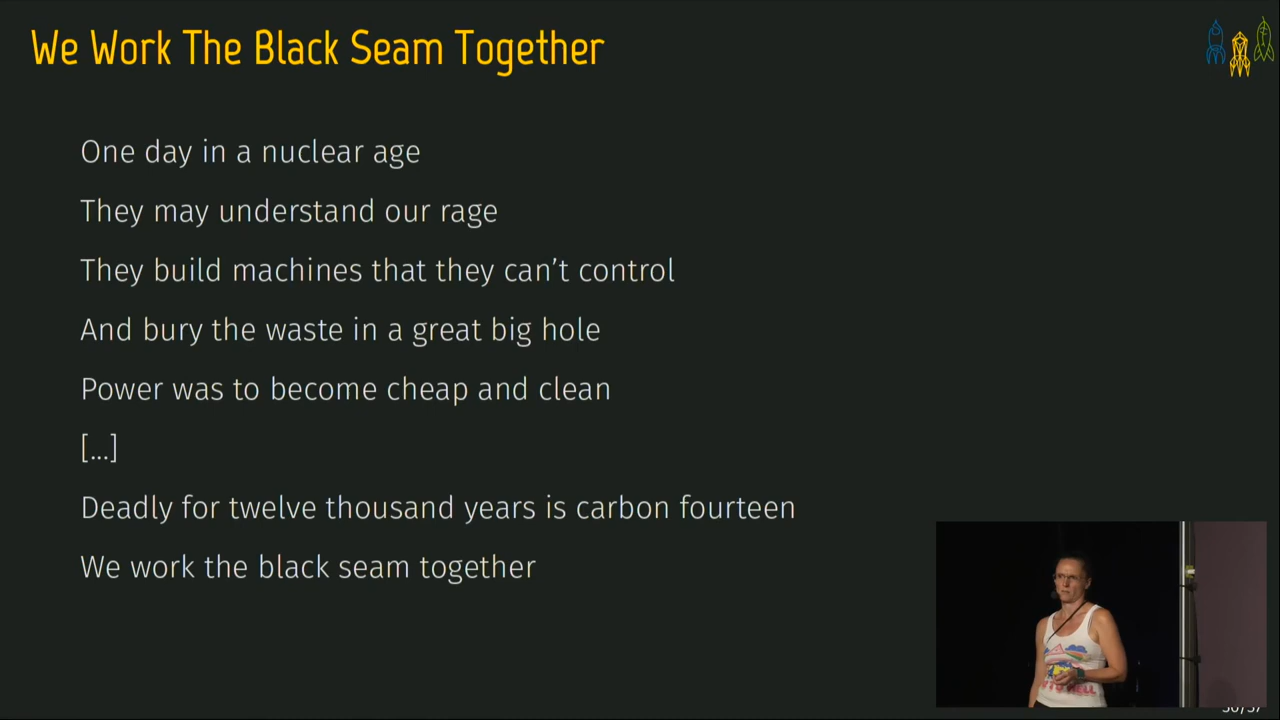 We Work The Black Seam Together
One day in a nuclear age
They may understand our rage
They build machines that they can't control
And bury the waste in a great big hole
Power was to become cheap and clean
[...]
Deadly for twelve thousand years is carbon fourteen
We work the black seam together